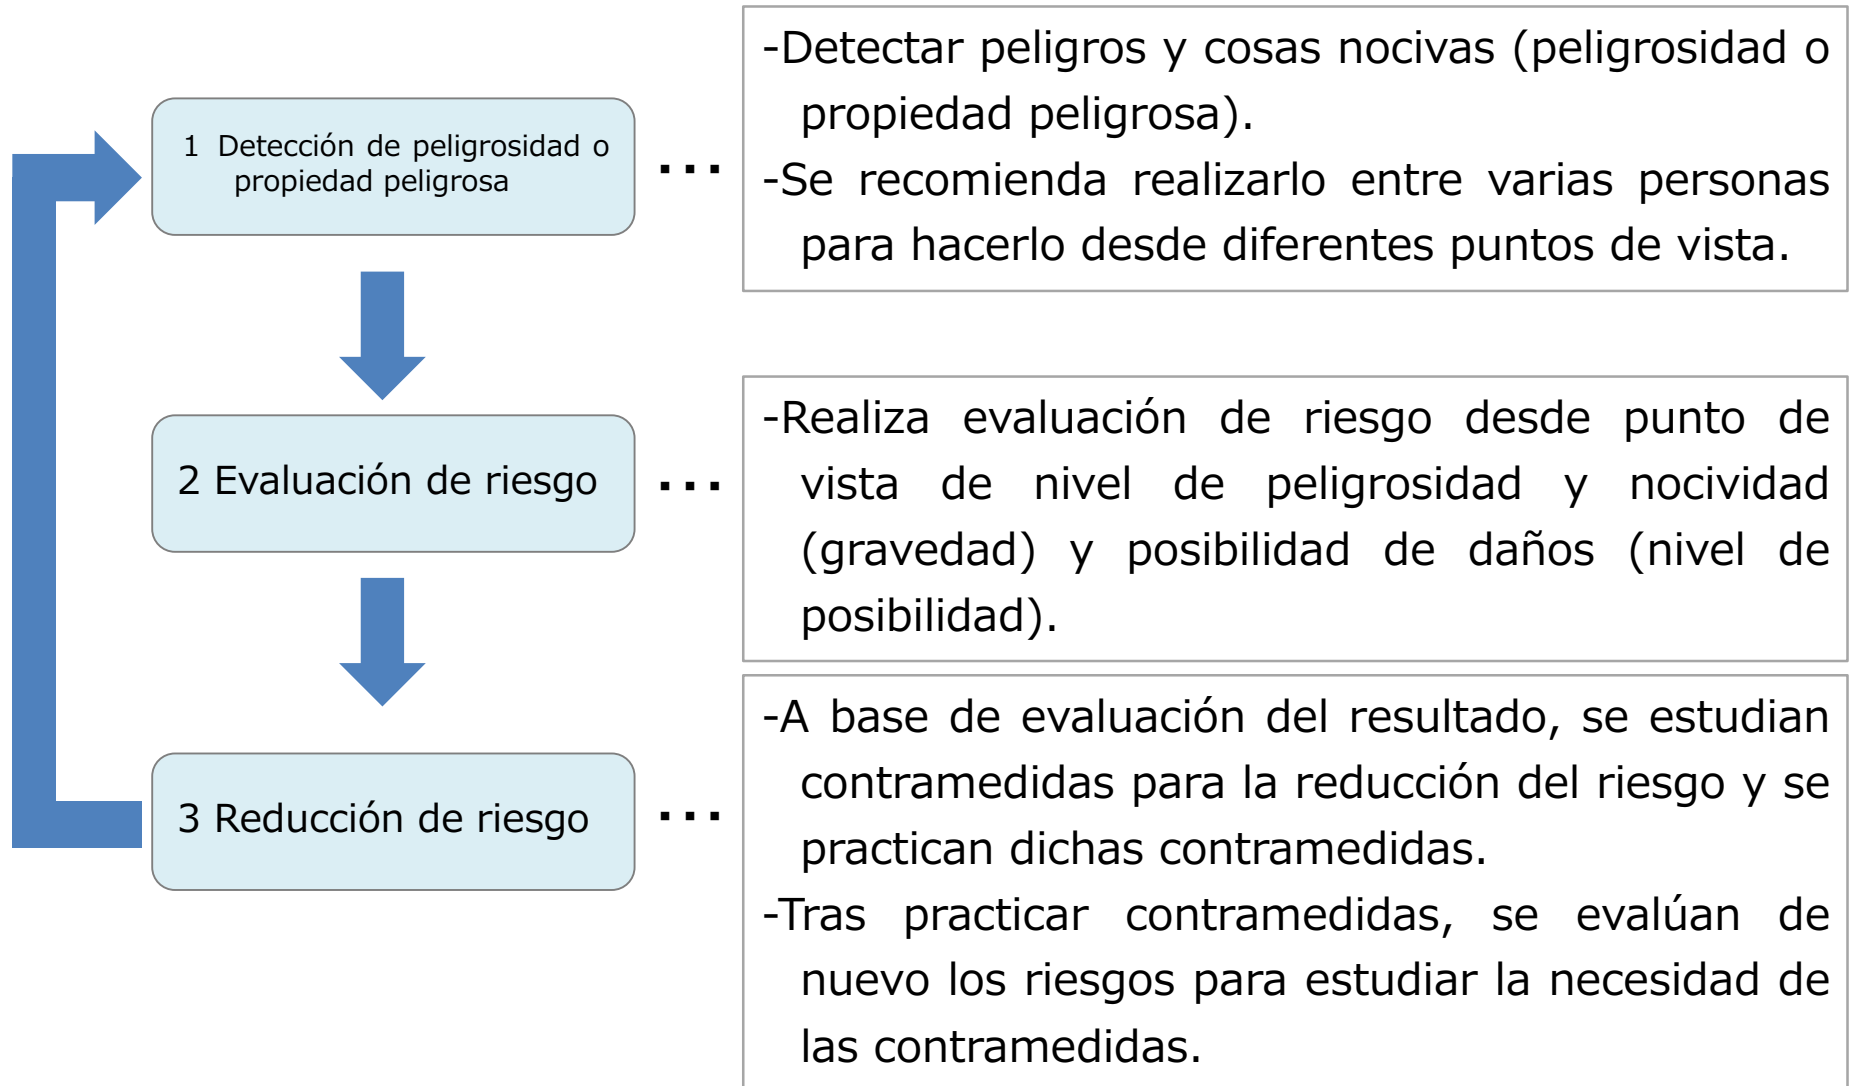 1 Detección de peligrosidad o
propiedad peligrosa
...
-Detectar peligros y cosas nocivas (peligrosidad o
propiedad peligrosa).
-Se recomienda realizarlo entre varias personas
para hacerlo desde diferentes puntos de vista.
2 Evaluación de riesgo
...
-Realiza evaluación de riesgo desde punto de
vista de nivel de peligrosidad y nocividad
(gravedad) y posibilidad de daños (nivel de
posibilidad).
3 Reducción de riesgo
...
-A base de evaluación del resultado, se estudian
contramedidas para la reducción del riesgo y se
practican dichas contramedidas.
-Tras practicar contramedidas, se evalúan de
nuevo los riesgos para estudiar la necesidad de
las contramedidas.